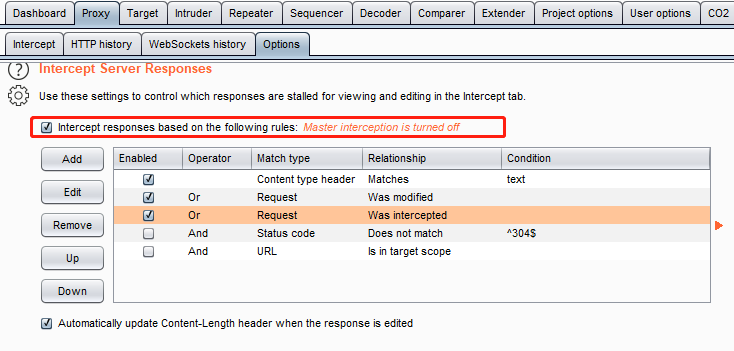 Dashboard Proxy Target Intruder Repeater Sequencer Decoder Comparer Extender Project options User options CO2
Intercept HTTP history WebSockets history Options
? Intercept Server Responses
Use these settings to control which responses are stalled for viewing and editing in the Intercept tab.
Intercept responses based on the following rules: Master interception is turned off
Add
Edit
Remove
Up
Down
Enabled Operator Match type Relationship Condition
Content type header Matches text
Or Request Was modified
Or Request Was intercepted
And Status code Does not match ^304$
And URL Is in target scope
Automatically update Content-Length header when the response is edited